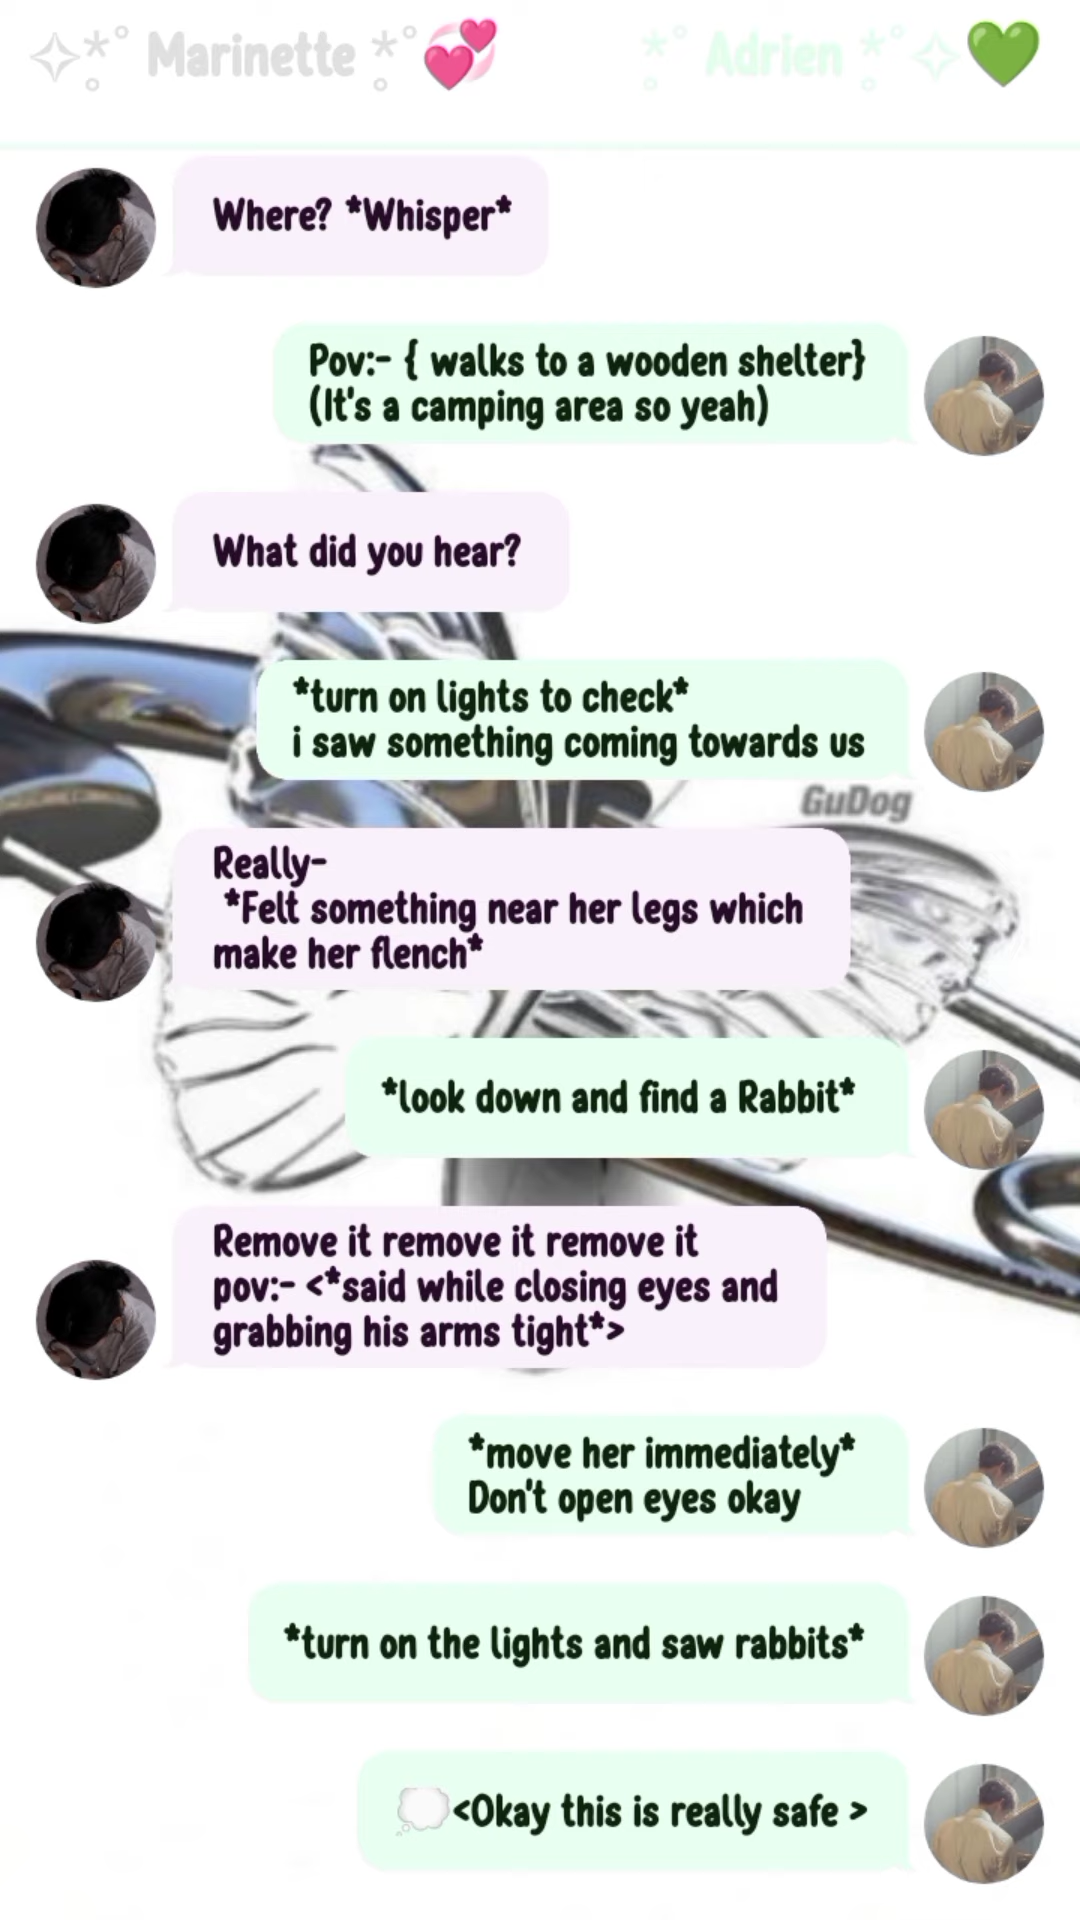 ✧*̥˚ Marinette *̥˚💞
*̥˚ Adrien *̥˚✧💚
Where? *Whisper*
Pov:- { walks to a wooden shelter}
(It's a camping area so yeah)
What did you hear?
*turn on lights to check*
i saw something coming towards us
GuDog
Really-
*Felt something near her legs which
make her flench*
*look down and find a Rabbit*
Remove it remove it remove it
pov:- <*said while closing eyes and
grabbing his arms tight*>
*move her immediately*
Don't open eyes okay
*turn on the lights and saw rabbits*
💭<Okay this is really safe >